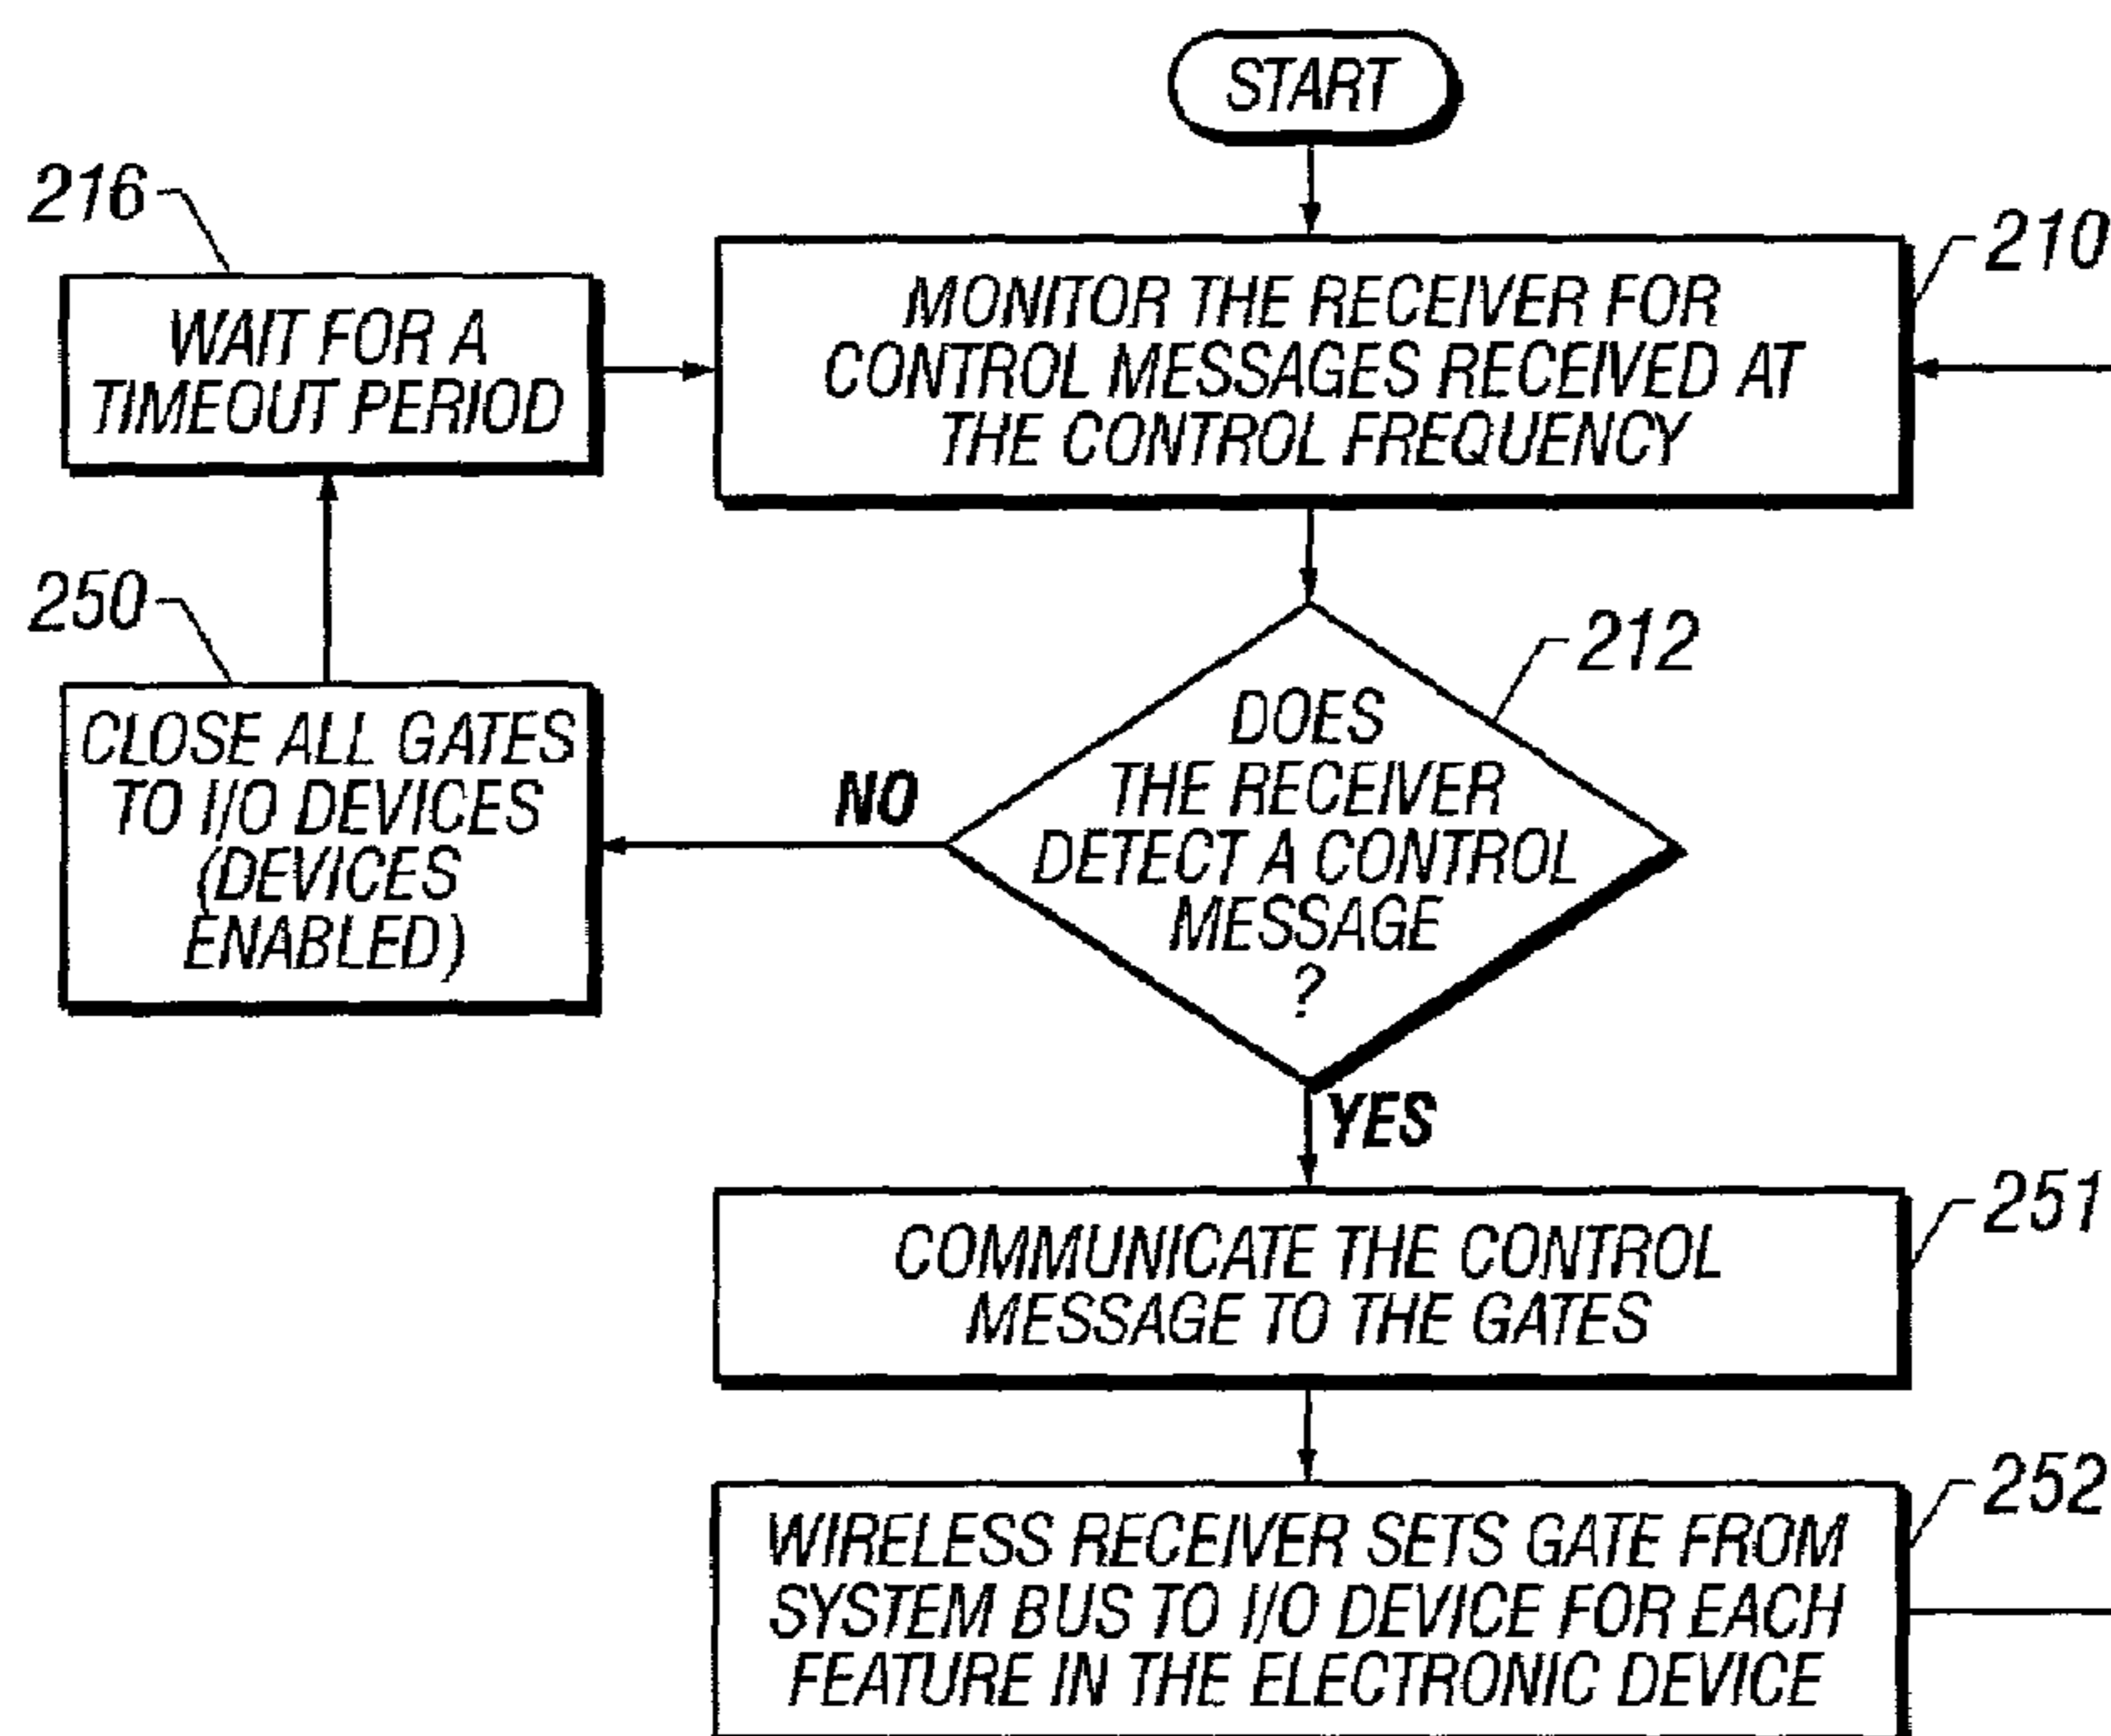 START
216
WAIT FOR A
TIMEOUT PERIOD
210
MONITOR THE RECEIVER FOR
CONTROL MESSAGES RECEIVED AT
THE CONTROL FREQUENCY
250
CLOSE ALL GATES
TO I/O DEVICES
(DEVICES
ENABLED)
NO
212
DOES
THE RECEIVER
DETECT A CONTROL
MESSAGE
?
YES
251
COMMUNICATE THE CONTROL
MESSAGE TO THE GATES
252
WIRELESS RECEIVER SETS GATE FROM
SYSTEM BUS TO I/O DEVICE FOR EACH
FEATURE IN THE ELECTRONIC DEVICE